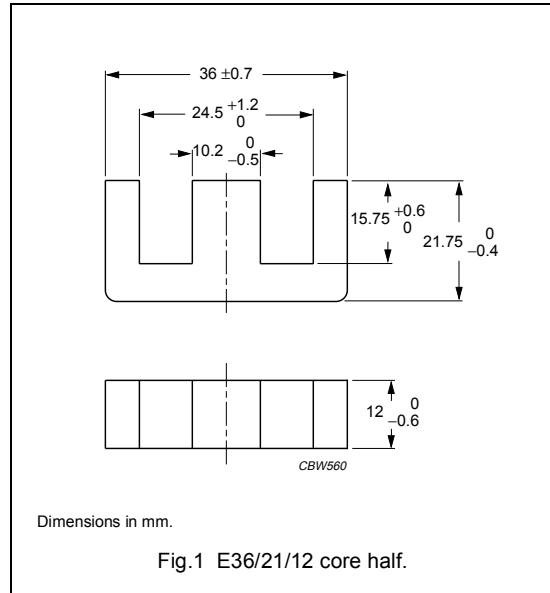 36 ±0.7
24.5 +1.2 0
10.2 0 −0.5
15.75 +0.6 0
21.75 0 −0.4
12 0 −0.6
CBW560
Dimensions in mm.
Fig.1 E36/21/12 core half.